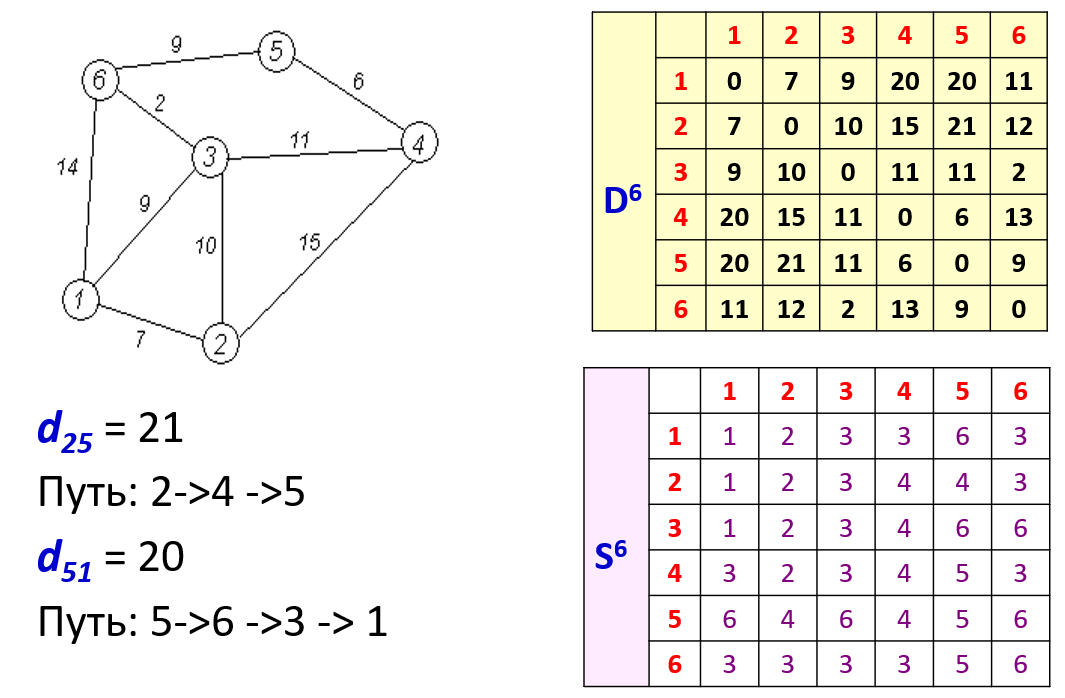 9
5
6
6
2
3
11
4
14
9
10
15
1
7
2
d25 = 21
Путь: 2->4 ->5
d51 = 20
Путь: 5->6 ->3 -> 1
D6
1 2 3 4 5 6
1 0 7 9 20 20 11
2 7 0 10 15 21 12
3 9 10 0 11 11 2
4 20 15 11 0 6 13
5 20 21 11 6 0 9
6 11 12 2 13 9 0
S6
1 2 3 4 5 6
1 1 2 3 3 6 3
2 1 2 3 4 4 3
3 1 2 3 4 6 6
4 3 2 3 4 5 3
5 6 4 6 4 5 6
6 3 3 3 3 5 6